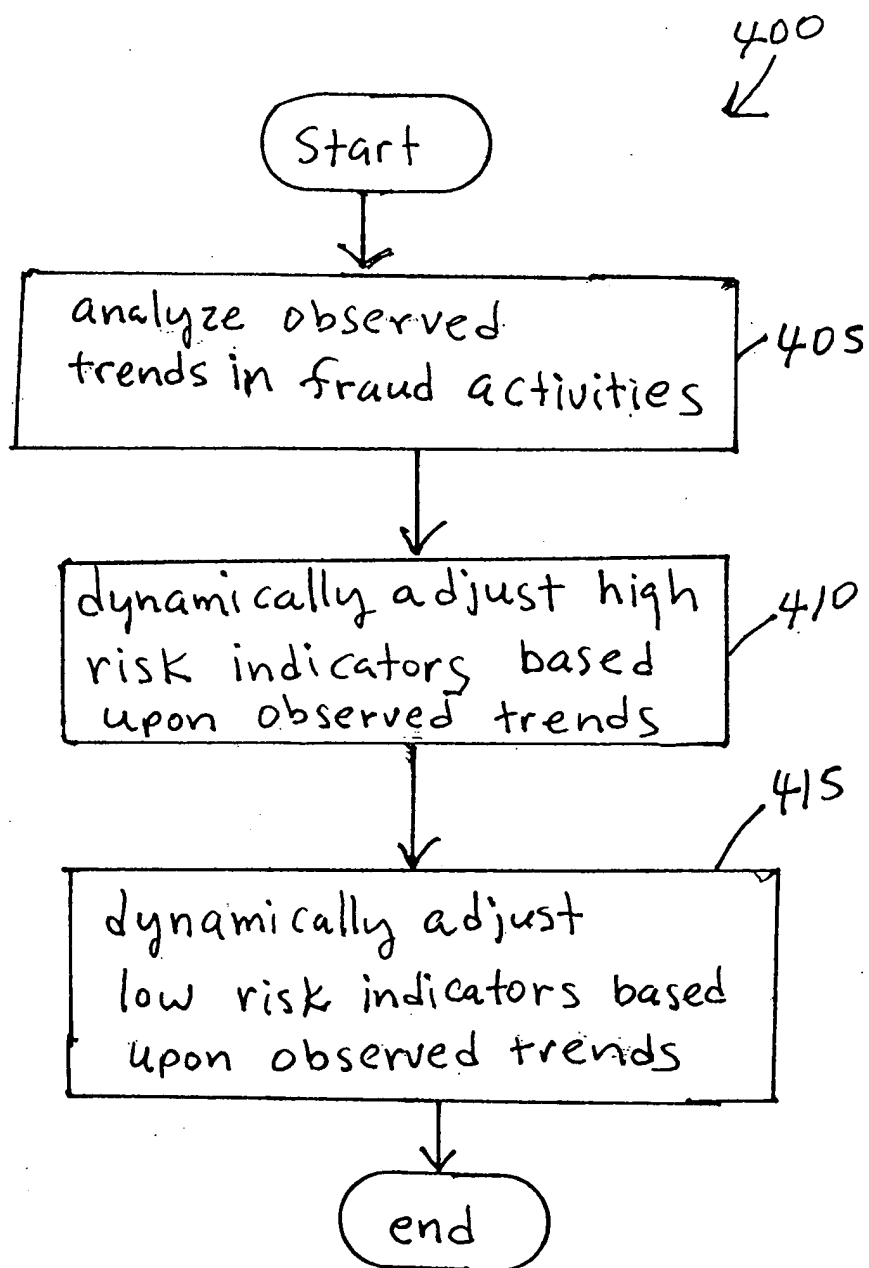 400
Start
analyze observed
trends in fraud activities
405
dynamically adjust high
risk indicators based
upon observed trends
410
415
dynamically adjust
low risk indicators based
upon observed trends
end